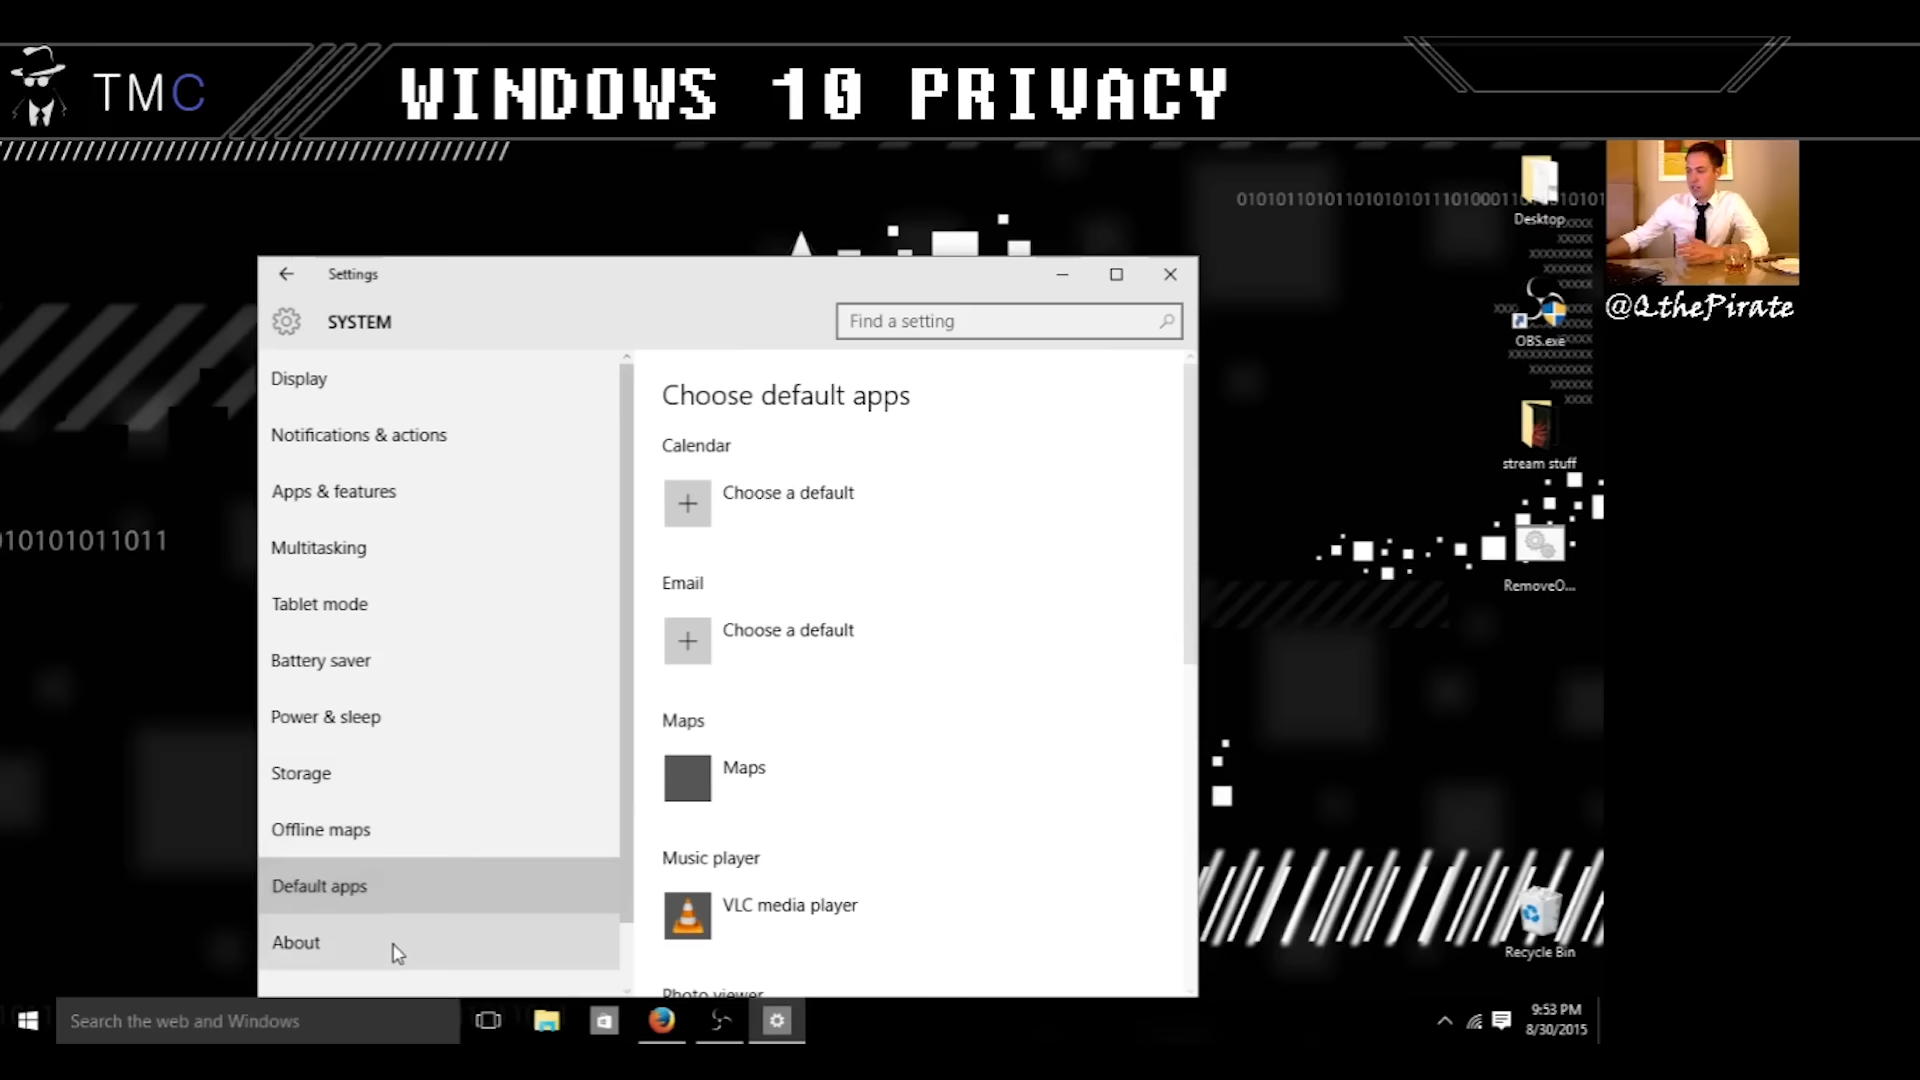 TMC
WINDOWS 10 PRIVACY
Desktop
@QthePirate
Settings
SYSTEM
Find a setting
OBS.exe
Display
Notifications & actions
Apps & features
Multitasking
Tablet mode
Battery saver
Power & sleep
Storage
Offline maps
Default apps
About
Choose default apps
Calendar
Choose a default
Email
Choose a default
Maps
Maps
Music player
VLC media player
Photo viewer
stream stuff
RemoveO...
Recycle Bin
10101011011
Search the web and Windows
9:53 PM
8/30/2015